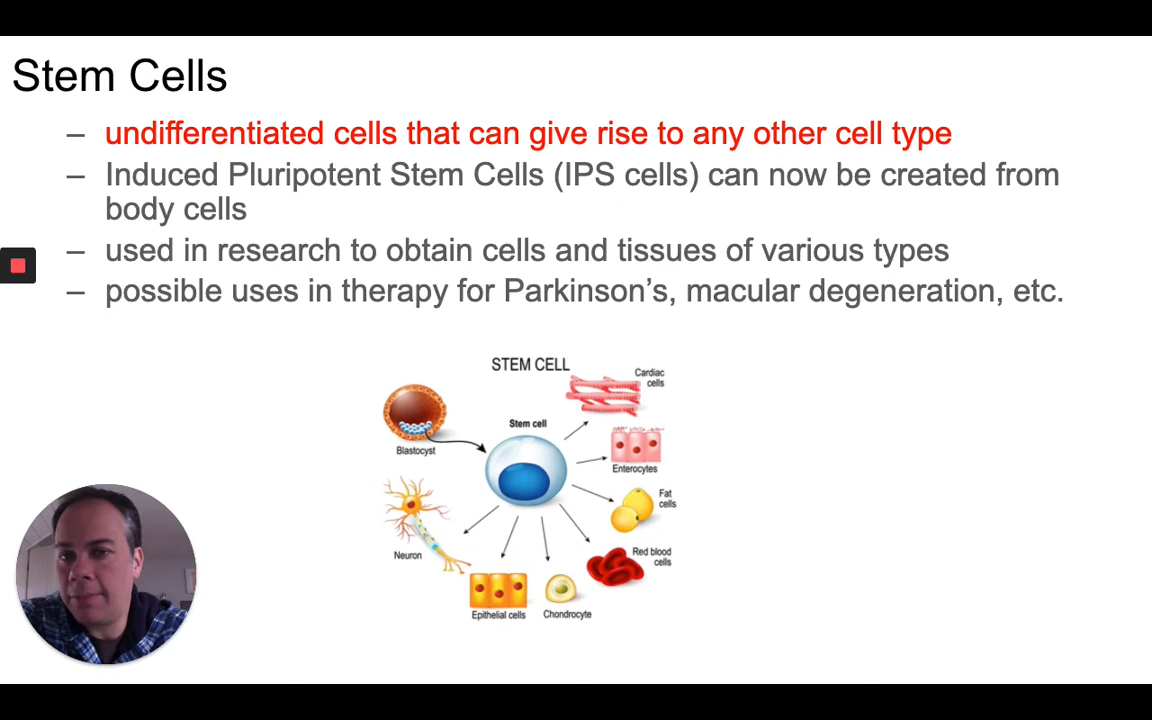 Stem Cells
– undifferentiated cells that can give rise to any other cell type
– Induced Pluripotent Stem Cells (IPS cells) can now be created from
body cells
– used in research to obtain cells and tissues of various types
– possible uses in therapy for Parkinson’s, macular degeneration, etc.
STEM CELL
Cardiac
cells
Stem cell
Blastocyst
Enterocytes
Fat
cells
Neuron
Red blood
cells
Epithelial cells
Chondrocyte